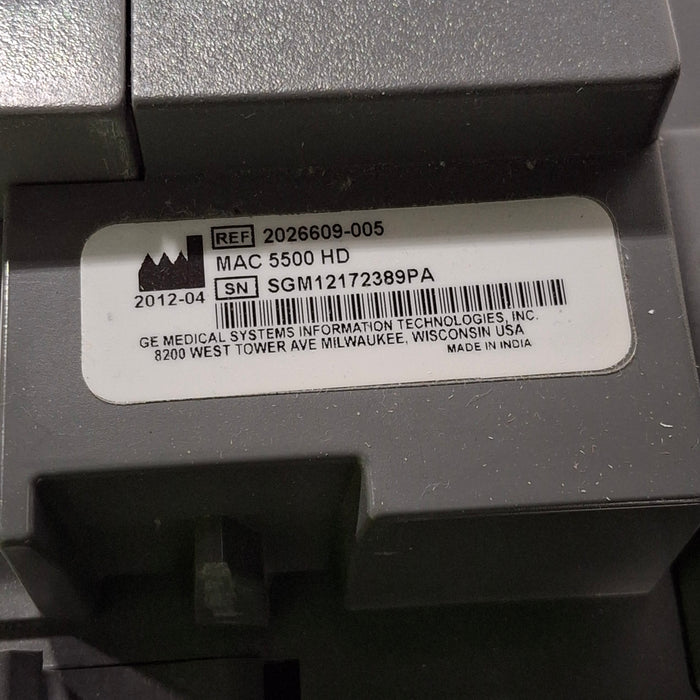 REF 2026609-005
MAC 5500 HD
2012-04 SN SGM12172389PA
GE MEDICAL SYSTEMS INFORMATION TECHNOLOGIES, INC.
8200 WEST TOWER AVE MILWAUKEE, WISCONSIN USA
MADE IN INDIA